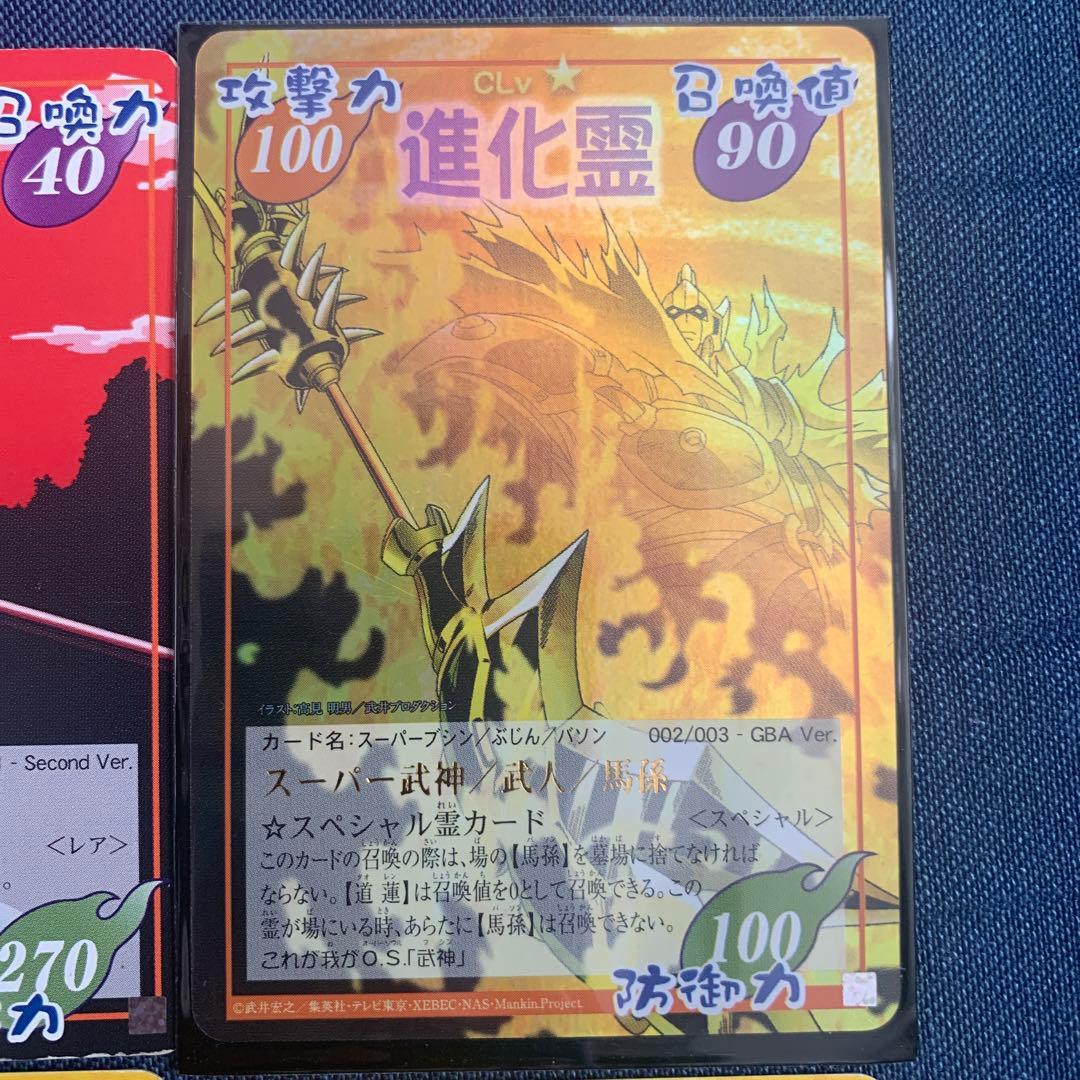 召喚力
40
- Second Ver.
<レア>
。
270
力
攻撃力
100
CLv ★
進化霊
召喚値
90
イラスト:高見 明男／武井プロダクション
カード名:スーパーブシン／ぶじん／バソン 002/003 - GBA Ver.
スーパー武神／武人／馬孫
☆スペシャル霊カード <スペシャル>
このカードの召喚の際は、場の【馬孫】を墓場に捨てなければ
ならない。【道 蓮】は召喚値を0として召喚できる。この
霊が場にいる時、あらたに【馬孫】は召喚できない。
これが我がO.S.「武神」
100
防御力
©武井宏之／集英社・テレビ東京・XEBEC・NAS・Mankin.Project.